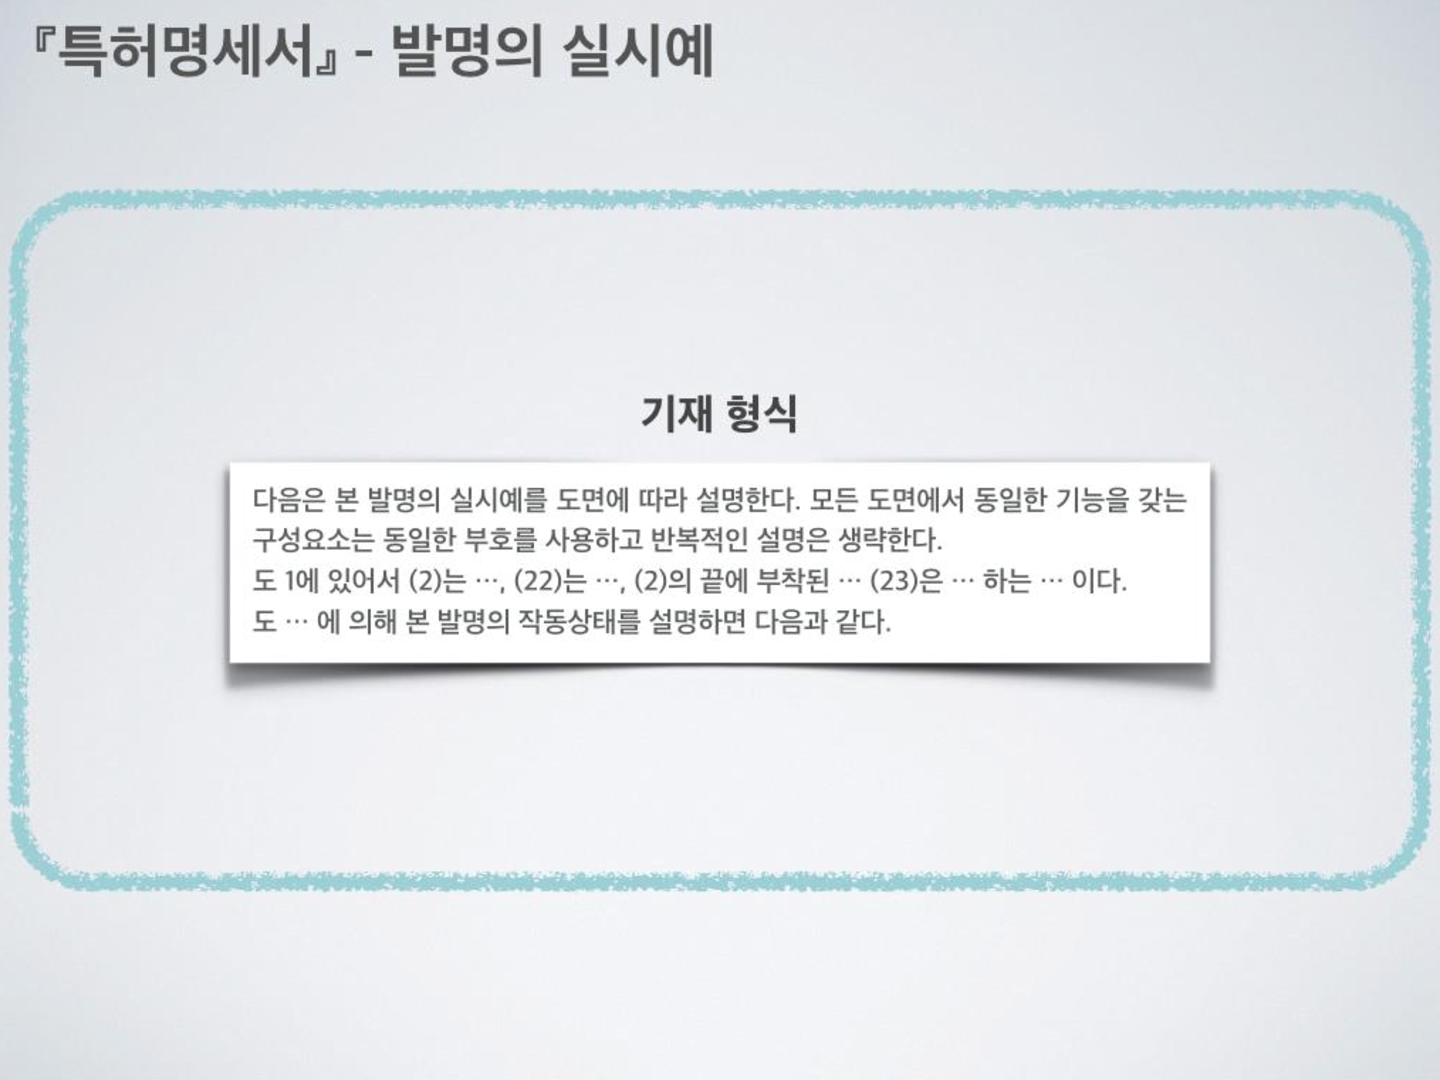 『특허명세서』 - 발명의 실시예
기재 형식
다음은 본 발명의 실시예를 도면에 따라 설명한다. 모든 도면에서 동일한 기능을 갖는
구성요소는 동일한 부호를 사용하고 반복적인 설명은 생략한다.
도 1에 있어서 (2)는 …, (22)는 …, (2)의 끝에 부착된 … (23)은 … 하는 … 이다.
도 … 에 의해 본 발명의 작동상태를 설명하면 다음과 같다.